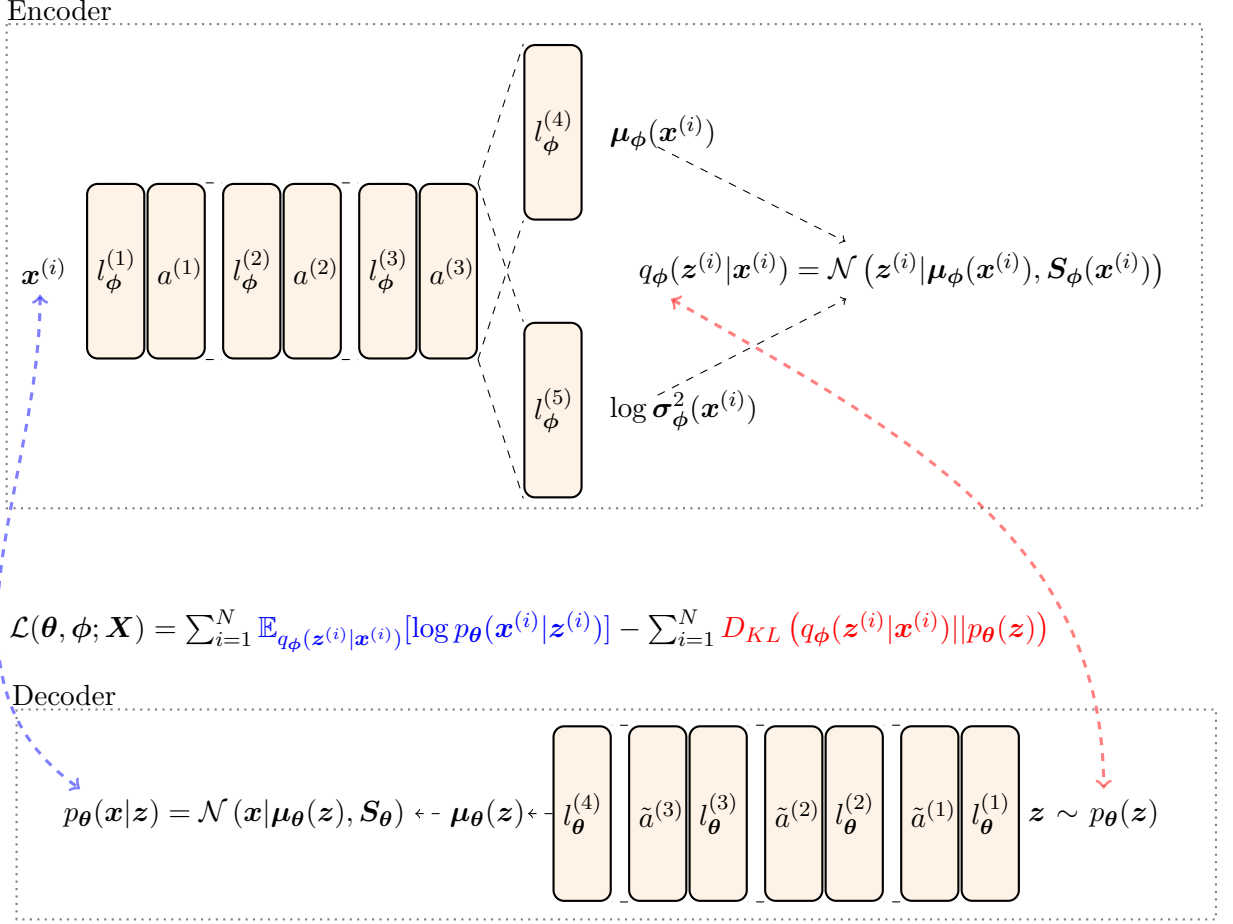 Encoder
l_ϕ^{(4)} μ_ϕ(x^{(i)})
x^{(i)} l_ϕ^{(1)} a^{(1)} l_ϕ^{(2)} a^{(2)} l_ϕ^{(3)} a^{(3)} q_ϕ(z^{(i)}|x^{(i)}) = 𝒩(z^{(i)}|μ_ϕ(x^{(i)}), S_ϕ(x^{(i)}))
l_ϕ^{(5)} log σ_ϕ^2(x^{(i)})
ℒ(θ, ϕ; X) = ∑_{i=1}^N 𝔼_{q_ϕ(z^{(i)}|x^{(i)})}[log p_θ(x^{(i)}|z^{(i)})] − ∑_{i=1}^N D_{KL}(q_ϕ(z^{(i)}|x^{(i)})||p_θ(z))
Decoder
p_θ(x|z) = 𝒩(x|μ_θ(z), S_θ) μ_θ(z) l_θ^{(4)} ã^{(3)} l_θ^{(3)} ã^{(2)} l_θ^{(2)} ã^{(1)} l_θ^{(1)} z ∼ p_θ(z)